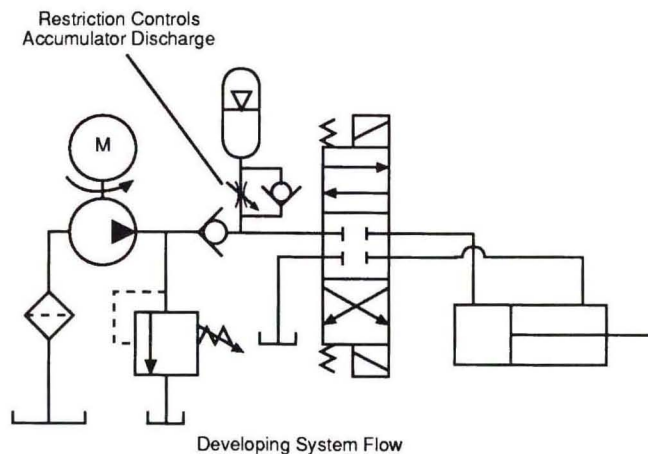 Restriction Controls
Accumulator Discharge
M
Developing System Flow